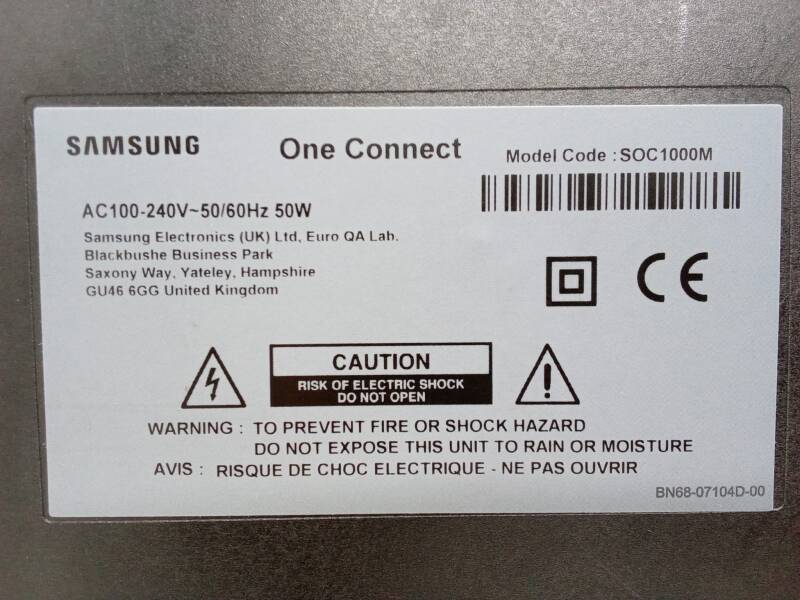 SAMSUNG
One Connect
Model Code : SOC1000M
AC100-240V~50/60Hz 50W
Samsung Electronics (UK) Ltd, Euro QA Lab.
Blackbushe Business Park
Saxony Way, Yateley, Hampshire
GU46 6GG United Kingdom
CE
CAUTION
RISK OF ELECTRIC SHOCK
DO NOT OPEN
WARNING : TO PREVENT FIRE OR SHOCK HAZARD
DO NOT EXPOSE THIS UNIT TO RAIN OR MOISTURE
AVIS : RISQUE DE CHOC ELECTRIQUE - NE PAS OUVRIR
BN68-07104D-00